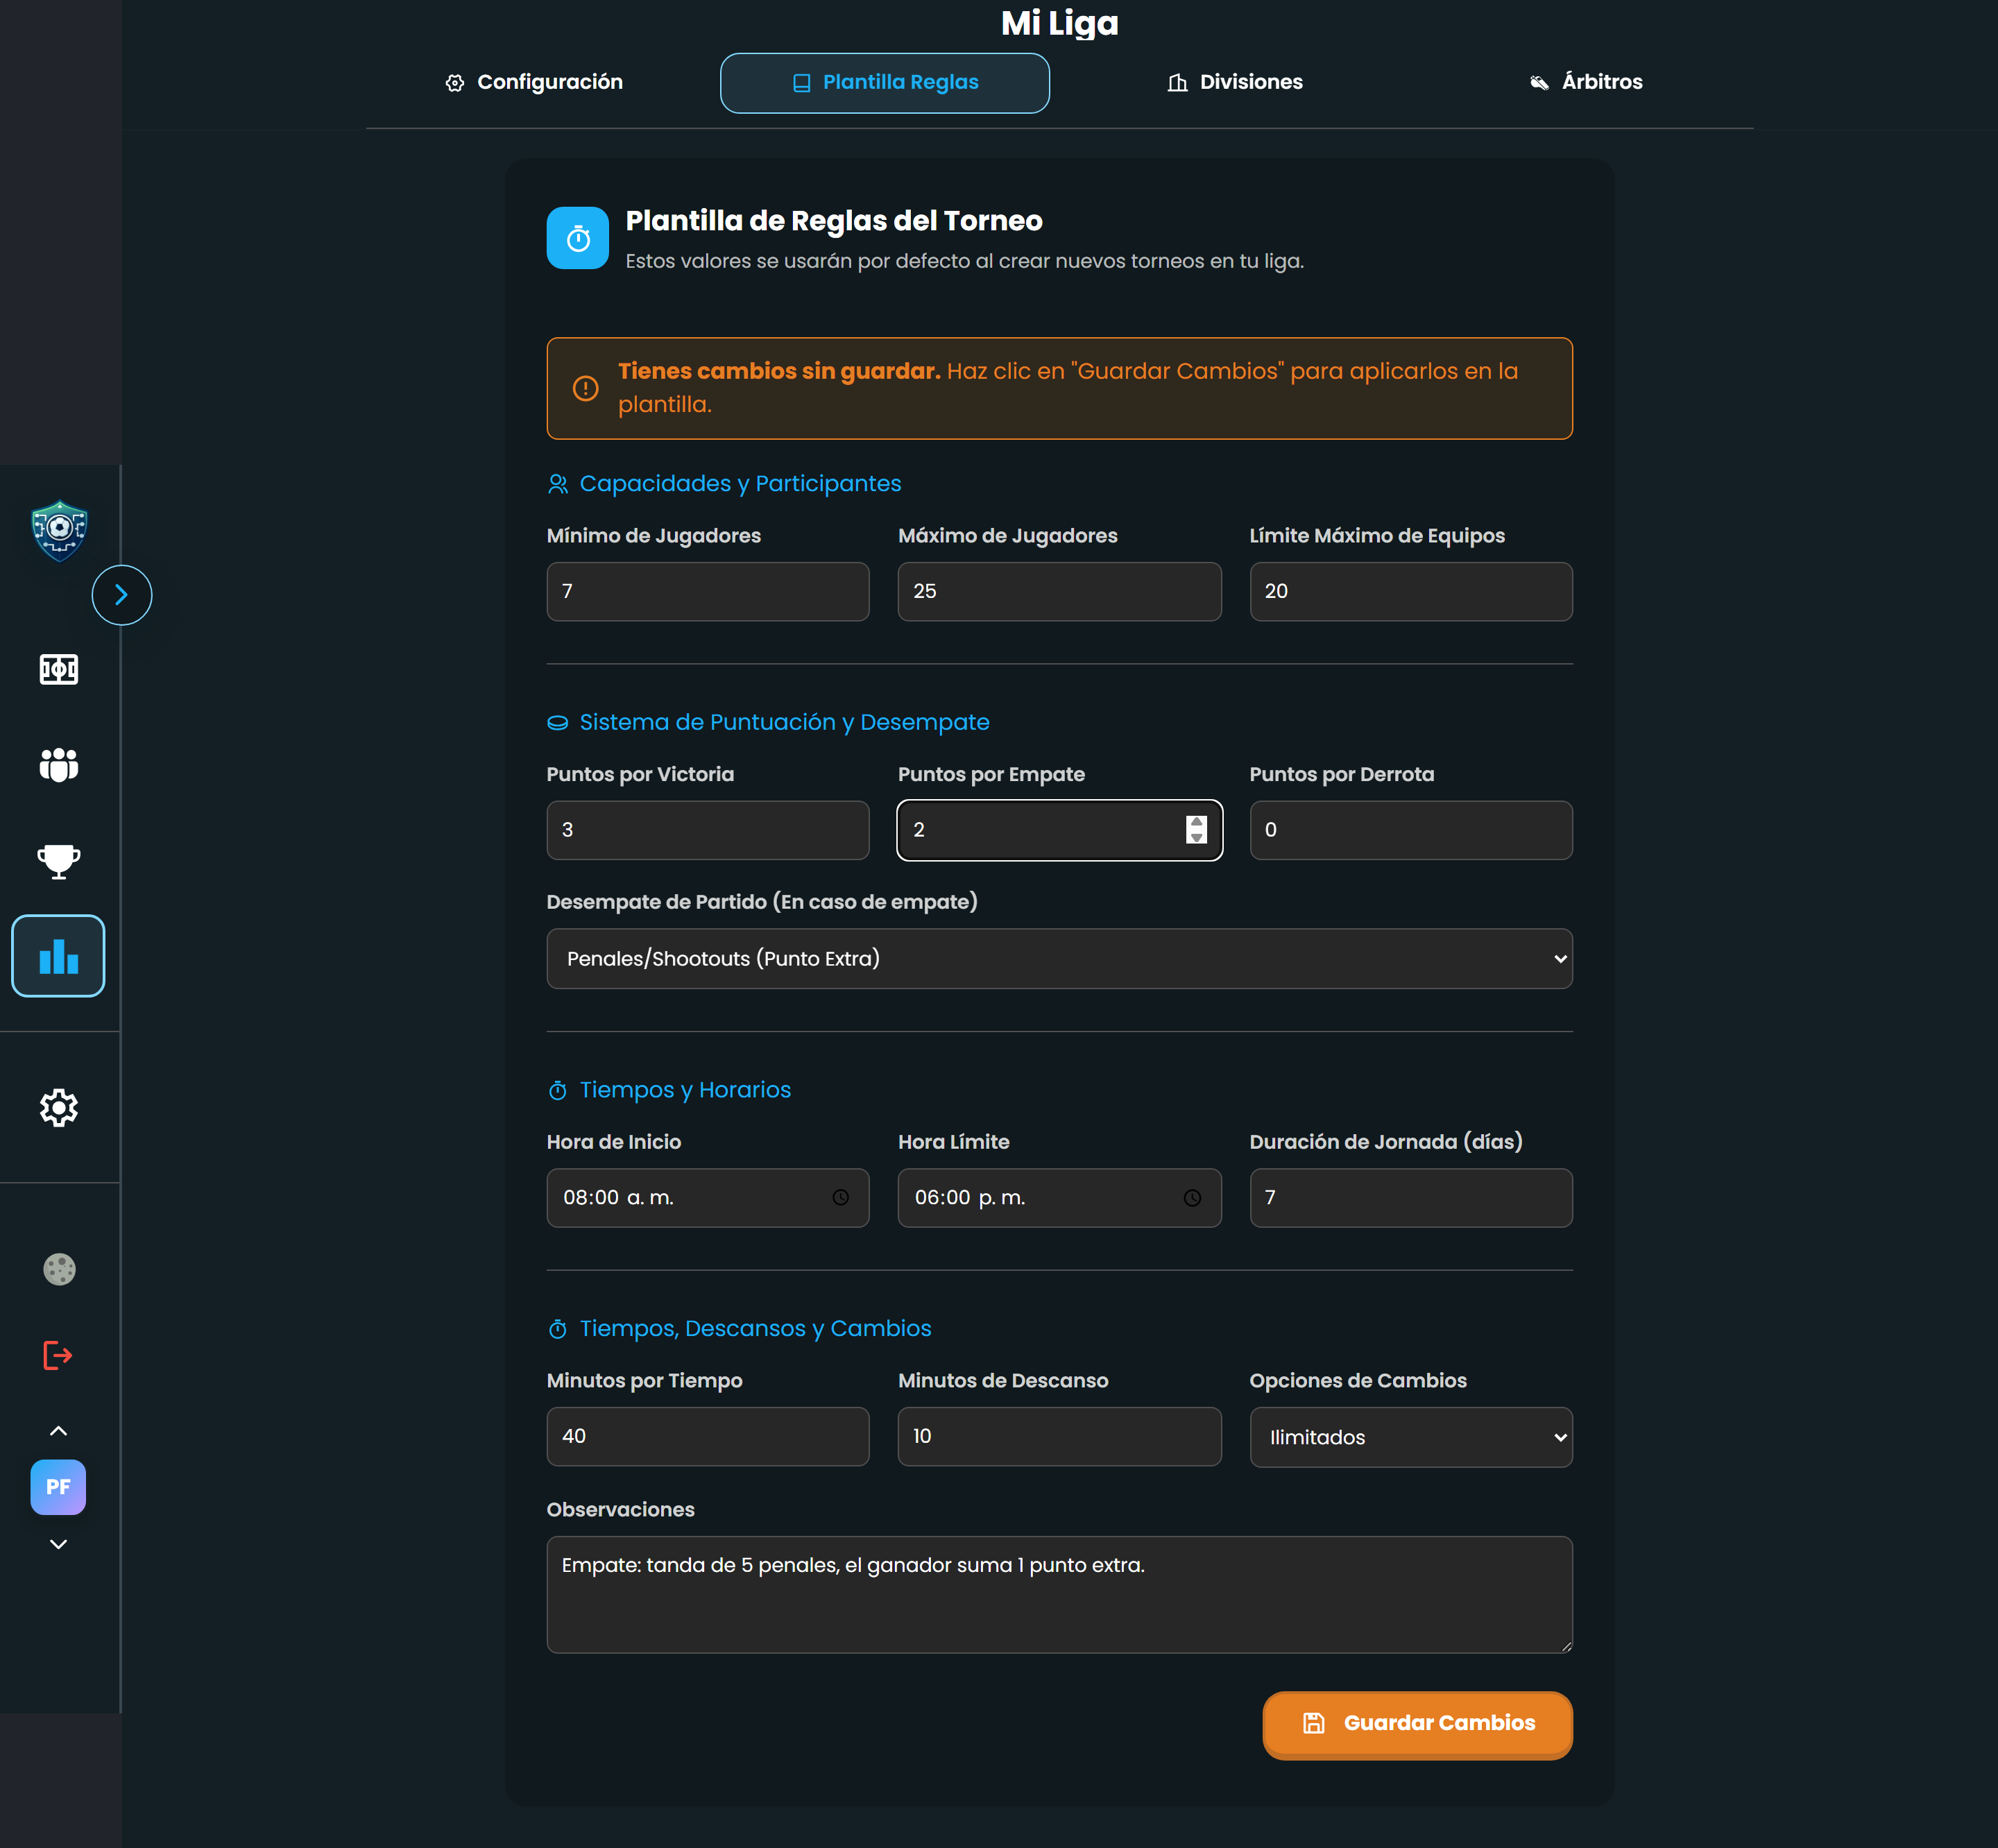 Mi Liga
Configuración
Plantilla Reglas
Divisiones
Árbitros
Plantilla de Reglas del Torneo
Estos valores se usarán por defecto al crear nuevos torneos en tu liga.
Tienes cambios sin guardar. Haz clic en "Guardar Cambios" para aplicarlos en la
plantilla.
Capacidades y Participantes
Mínimo de Jugadores
Máximo de Jugadores
Límite Máximo de Equipos
7
25
20
Sistema de Puntuación y Desempate
Puntos por Victoria
Puntos por Empate
Puntos por Derrota
3
2
0
Desempate de Partido (En caso de empate)
Penales/Shootouts (Punto Extra)
Tiempos y Horarios
Hora de Inicio
Hora Límite
Duración de Jornada (días)
08:00 a. m.
06:00 p. m.
7
Tiempos, Descansos y Cambios
Minutos por Tiempo
Minutos de Descanso
Opciones de Cambios
40
10
Ilimitados
Observaciones
Empate: tanda de 5 penales, el ganador suma 1 punto extra.
Guardar Cambios
PF